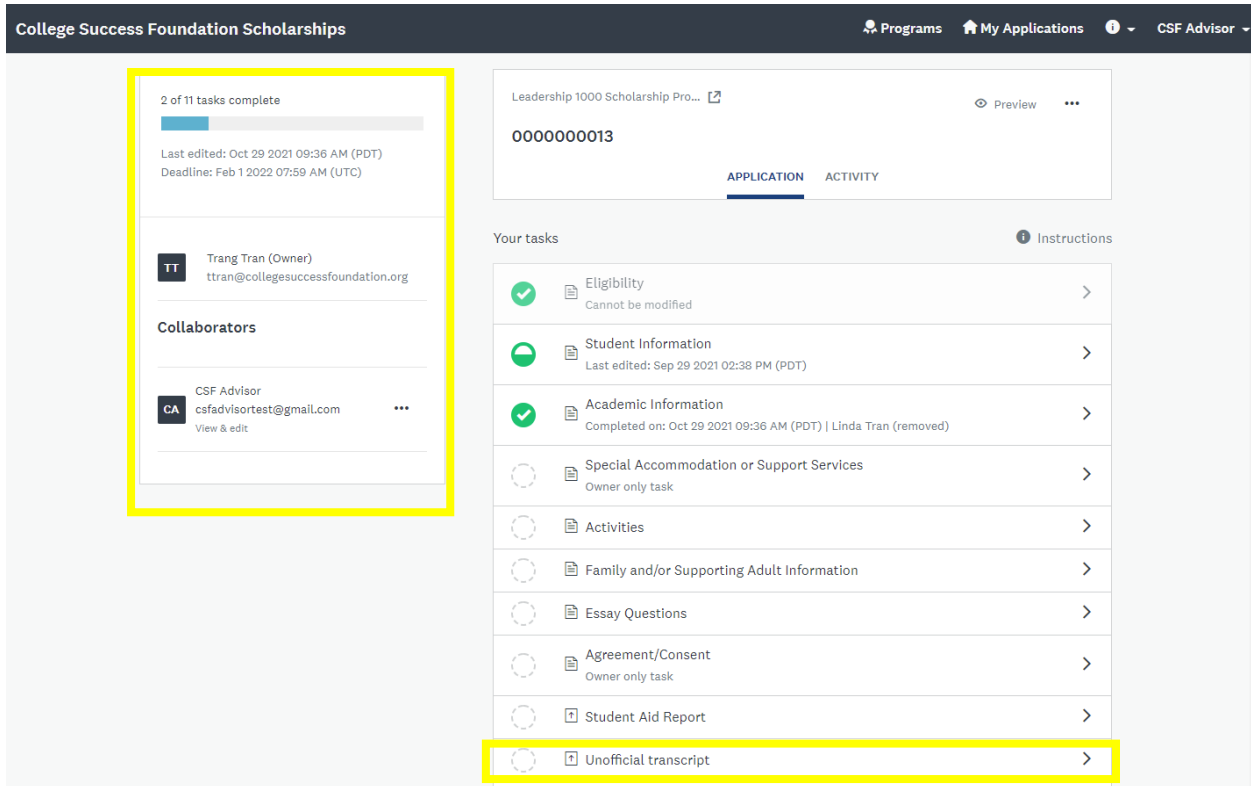 College Success Foundation Scholarships
Programs
My Applications
CSF Advisor
2 of 11 tasks complete
Last edited: Oct 29 2021 09:36 AM (PDT)
Deadline: Feb 1 2022 07:59 AM (UTC)
TT
Trang Tran (Owner)
ttran@collegesuccessfoundation.org
Collaborators
CA
CSF Advisor
csfadvisortest@gmail.com
View & edit
Leadership 1000 Scholarship Pro...
Preview
0000000013
APPLICATION ACTIVITY
Your tasks
Instructions
Eligibility
Cannot be modified
Student Information
Last edited: Sep 29 2021 02:38 PM (PDT)
Academic Information
Completed on: Oct 29 2021 09:36 AM (PDT) | Linda Tran (removed)
Special Accommodation or Support Services
Owner only task
Activities
Family and/or Supporting Adult Information
Essay Questions
Agreement/Consent
Owner only task
Student Aid Report
Unofficial transcript